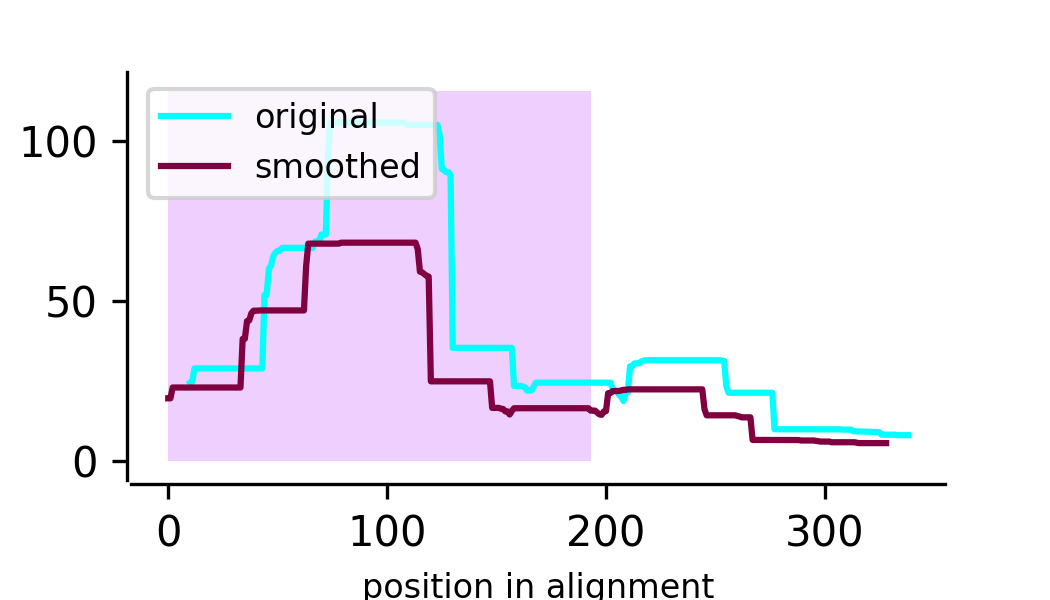 original
smoothed
100
50
0
0 100 200 300
position in alignment